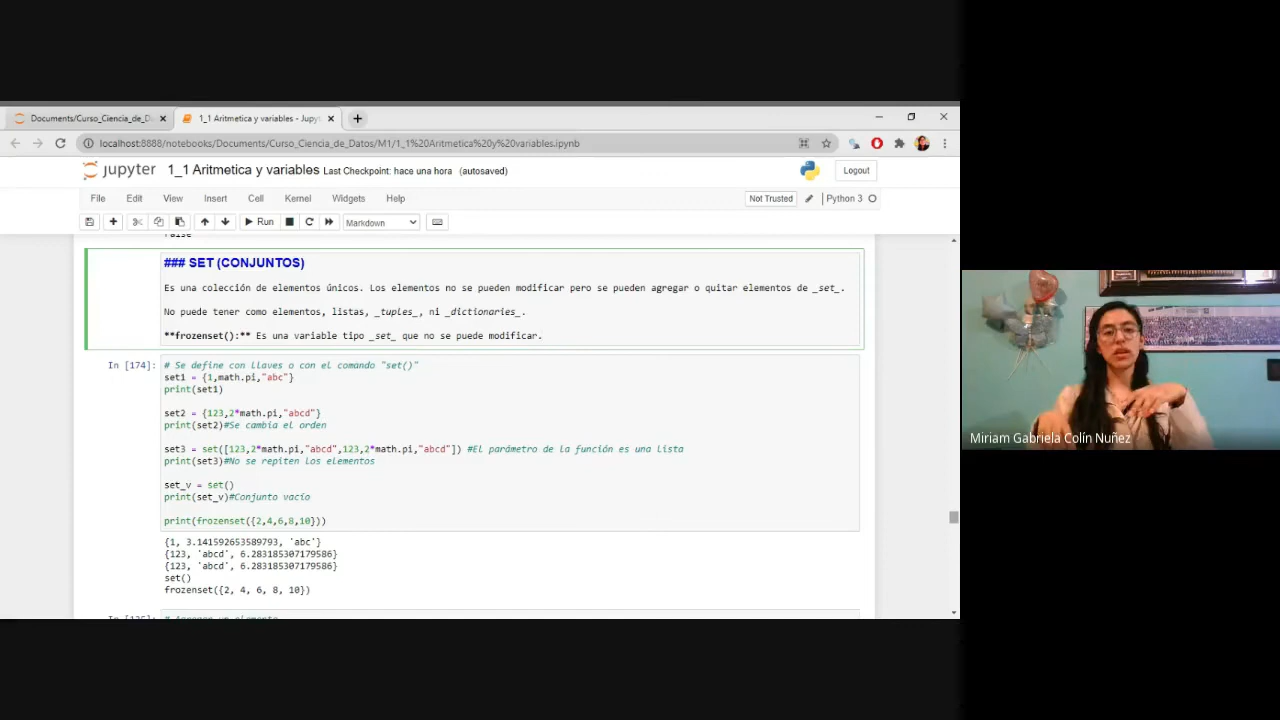 Documents/Curso_Ciencia_de_Da
1_1 Aritmetica y variables - Jupyt
localhost:8888/notebooks/Documents/Curso_Ciencia_de_Datos/M1/1_1%20Aritmetica%20y%20variables.ipynb
jupyter 1_1 Aritmetica y variables Last Checkpoint: hace una hora (autosaved)
Logout
File Edit View Insert Cell Kernel Widgets Help
Not Trusted
Python 3
Run
Markdown
False
### SET (CONJUNTOS)
Es una colección de elementos únicos. Los elementos no se pueden modificar pero se pueden agregar o quitar elementos de _set_.
No puede tener como elementos, listas, _tuples_, ni _dictionaries_.
**frozenset():** Es una variable tipo _set_ que no se puede modificar.
In [174]: # Se define con llaves o con el comando "set()"
set1 = {1,math.pi,"abc"}
print(set1)
set2 = {123,2*math.pi,"abcd"}
print(set2)#Se cambia el orden
set3 = set([123,2*math.pi,"abcd",123,2*math.pi,"abcd"]) #El parámetro de la función es una lista
print(set3)#No se repiten los elementos
set_v = set()
print(set_v)#Conjunto vacío
print(frozenset({2,4,6,8,10}))
{1, 3.141592653589793, 'abc'}
{123, 'abcd', 6.283185307179586}
{123, 'abcd', 6.283185307179586}
set()
frozenset({2, 4, 6, 8, 10})
# Agregar un elemento
Miriam Gabriela Colín Nuñez